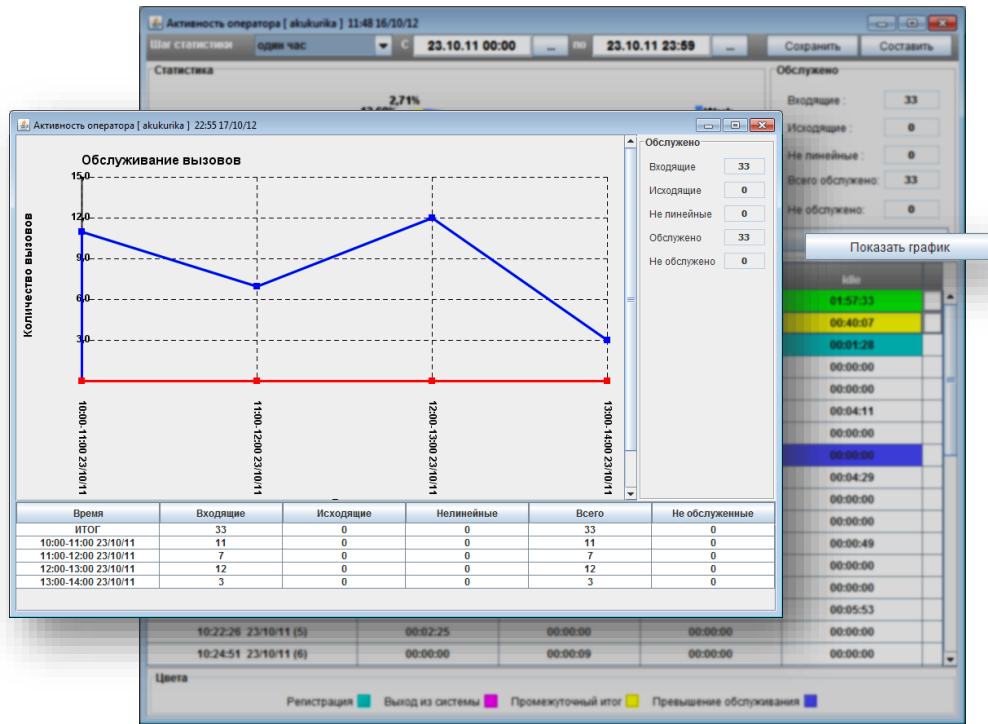 Активность оператора [ akukurika ] 11:48 16/10/12
Шаг статистики один час С 23.10.11 00:00 ... по 23.10.11 23:59 ... Сохранить Составить
Статистика
2,71%
Обслужено
Входящие : 33
Исходящие : 0
Не линейные : 0
Всего обслужено: 33
Не обслужено: 0
Показать график
Idle
01:57:33
00:40:07
00:01:28
00:00:00
00:00:00
00:04:11
00:00:00
00:00:00
00:04:29
00:00:00
00:00:00
00:00:49
00:00:00
00:00:00
00:05:53
10:22:26 23/10/11 (5) 00:02:25 00:00:00 00:00:00 00:00:00
10:24:51 23/10/11 (6) 00:00:00 00:00:09 00:00:00 00:00:00
Цвета
Регистрация Выход из системы Промежуточный итог Превышение обслуживания
Активность оператора [ akukurika ] 22:55 17/10/12
Обслуживание вызовов
Количество вызовов
15,0
12,0
9,0
6,0
3,0
10:00-11:00 23/10/11
11:00-12:00 23/10/11
12:00-13:00 23/10/11
13:00-14:00 23/10/11
Обслужено
Входящие 33
Исходящие 0
Не линейные 0
Обслужено 33
Не обслужено 0
Время Входящие Исходящие Нелинейные Всего Не обслуженные
ИТОГ 33 0 0 33 0
10:00-11:00 23/10/11 11 0 0 11 0
11:00-12:00 23/10/11 7 0 0 7 0
12:00-13:00 23/10/11 12 0 0 12 0
13:00-14:00 23/10/11 3 0 0 3 0